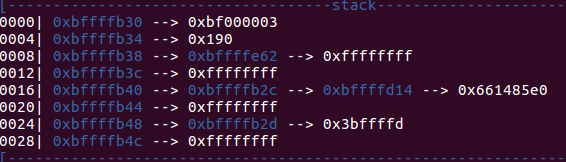 [------------------------------------stack---------------------
0000| 0xbffffb30 --> 0xbf000003
0004| 0xbffffb34 --> 0x190
0008| 0xbffffb38 --> 0xbffffe62 --> 0xffffffff
0012| 0xbffffb3c --> 0xffffffff
0016| 0xbffffb40 --> 0xbffffb2c --> 0xbffffd14 --> 0x661485e0
0020| 0xbffffb44 --> 0xffffffff
0024| 0xbffffb48 --> 0xbffffb2d --> 0x3bffffd
0028| 0xbffffb4c --> 0xffffffff
[--------------------------------------------------------------